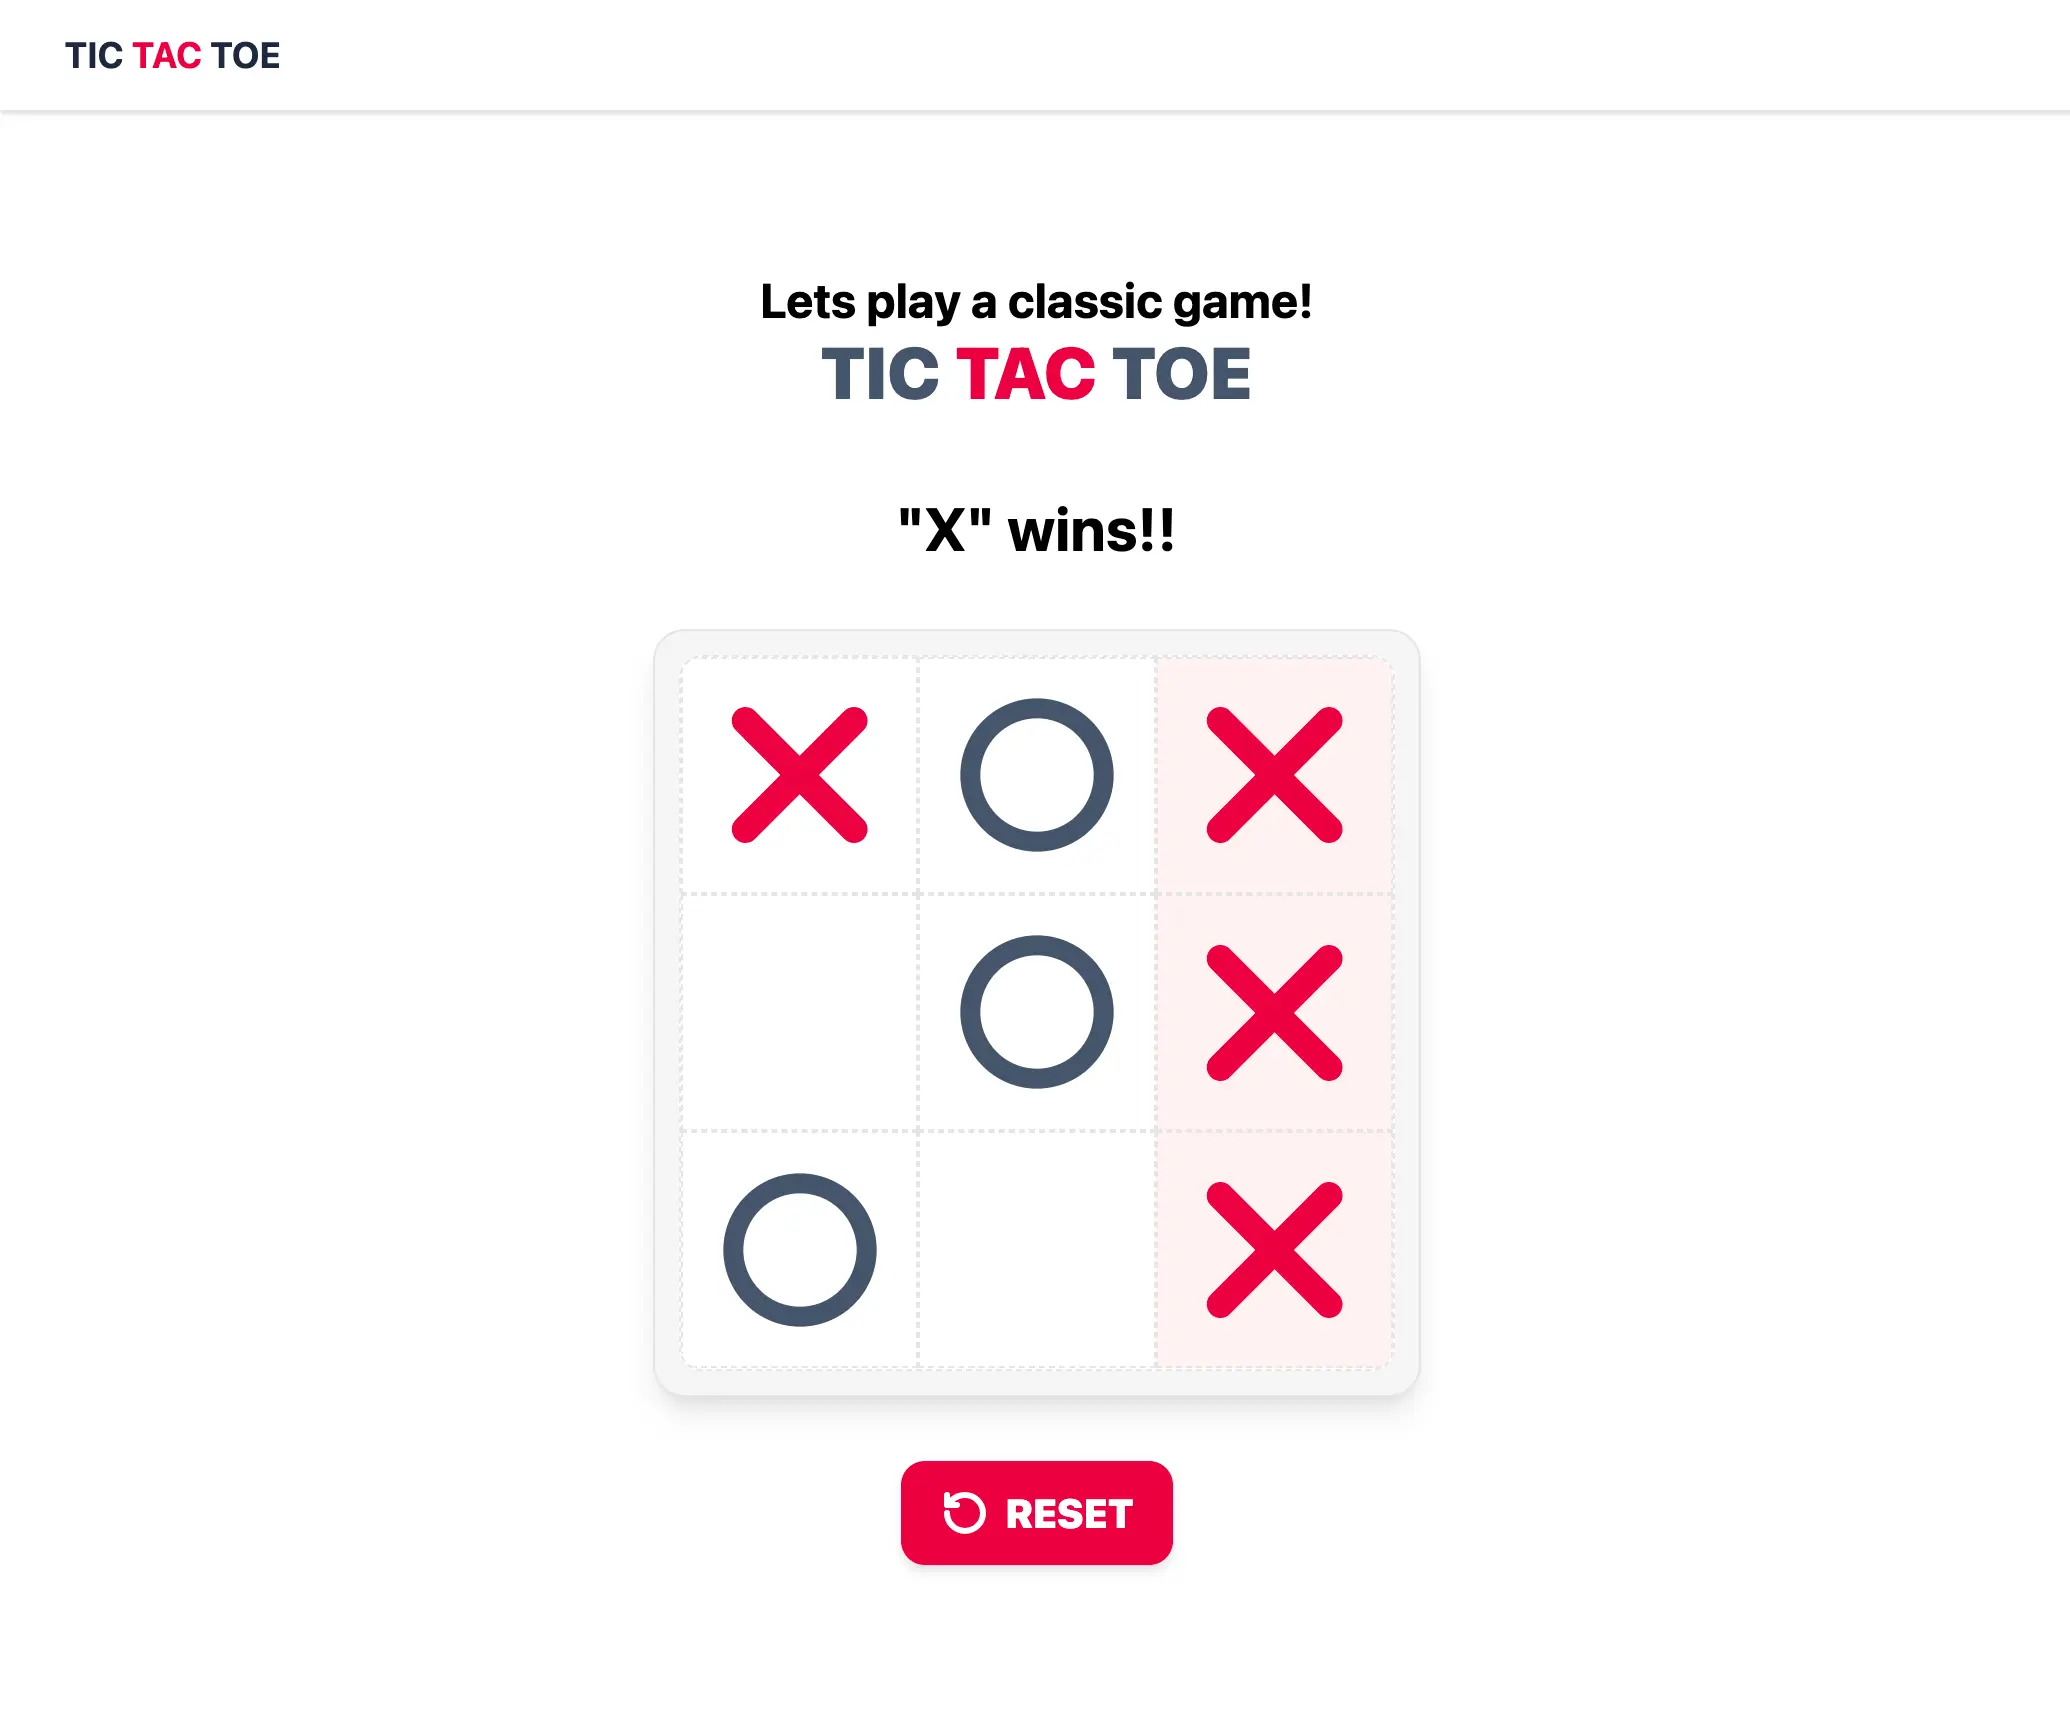 TIC TAC TOE
Lets play a classic game!
TIC TAC TOE
"X" wins!!
RESET